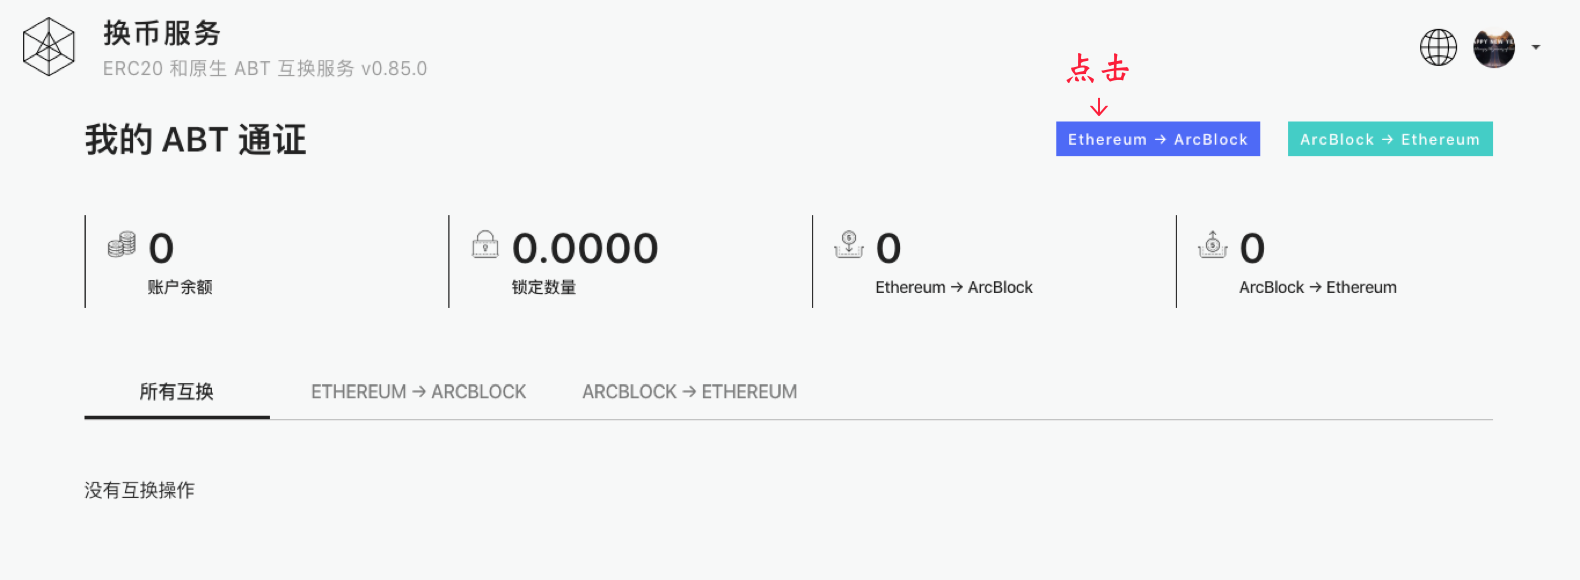 换币服务
ERC20 和原生 ABT 互换服务 v0.85.0
点击
↓
我的 ABT 通证
Ethereum → ArcBlock
ArcBlock → Ethereum
0
账户余额
0.0000
锁定数量
0
Ethereum → ArcBlock
0
ArcBlock → Ethereum
所有互换
ETHEREUM → ARCBLOCK
ARCBLOCK → ETHEREUM
没有互换操作